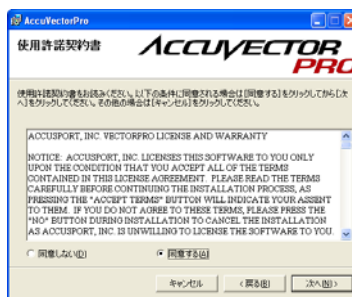 AccuVectorPro
使用許諾契約書
ACCUVECTOR
PRO
使用許諾契約書をお読みください。以下の条件に同意される場合は[同意する]をクリックしてから[次
へ]をクリックしてください。その他の場合は[キャンセル]をクリックしてください。
ACCUSPORT, INC. VECTORPRO LICENSE AND WARRANTY
NOTICE: ACCUSPORT, INC. LICENSES THIS SOFTWARE TO YOU ONLY
UPON THE CONDITION THAT YOU ACCEPT ALL OF THE TERMS
CONTAINED IN THIS LICENSE AGREEMENT. PLEASE READ THE TERMS
CAREFULLY BEFORE CONTINUING THE INSTALLATION PROCESS, AS
PRESSING THE "ACCEPT TERMS" BUTTON WILL INDICATE YOUR ASSENT
TO THEM. IF YOU DO NOT AGREE TO THESE TERMS, PLEASE PRESS THE
"NO" BUTTON DURING INSTALLATION TO CANCEL THE INSTALLATION
AS ACCUSPORT, INC. IS UNWILLING TO LICENSE THE SOFTWARE TO YOU.
同意しない(D) 同意する(A)
キャンセル <戻る(B) 次へ(N)>